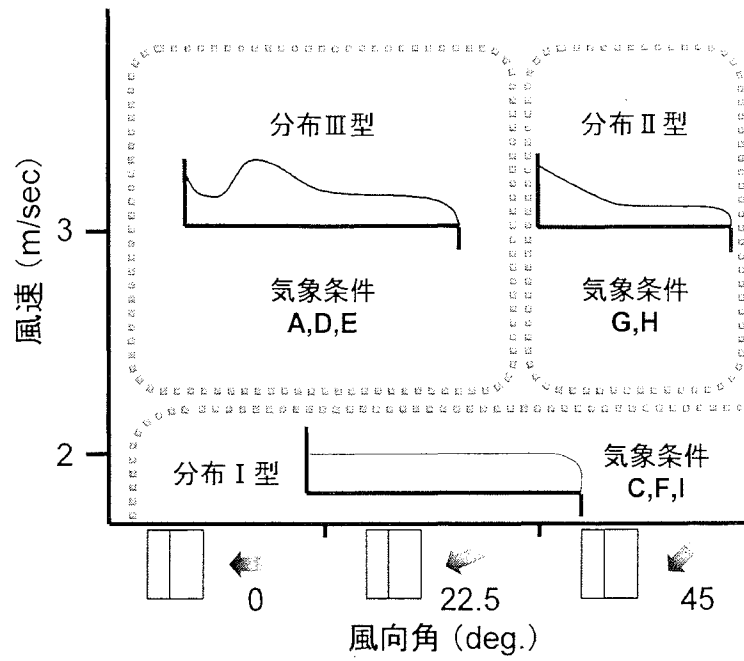 分布Ⅲ型
分布Ⅱ型
風速 (m/sec)
3
気象条件
A,D,E
気象条件
G,H
2
分布Ⅰ型
気象条件
C,F,I
0
22.5
45
風向角 (deg.)